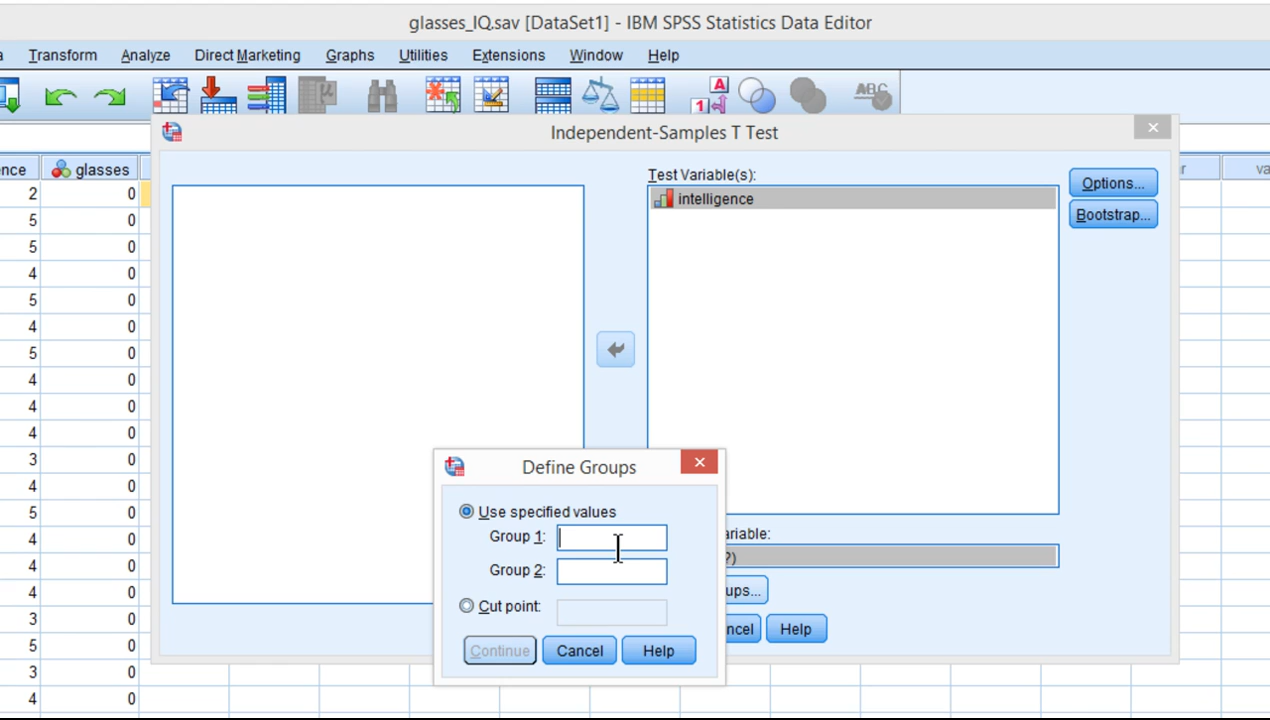 glasses_IQ.sav [DataSet1] - IBM SPSS Statistics Data Editor
a Transform Analyze Direct Marketing Graphs Utilities Extensions Window Help
A
1
ABC
Independent-Samples T Test
ence glasses
r va
Test Variable(s):
Options...
2 0
intelligence
Bootstrap...
5 0
5 0
4 0
5 0
4 0
5 0
4 0
4 0
4 0
3 0
Define Groups
4 0
5 0
Use specified values
4 0
Group 1:
ariable:
4 0
?)
Group 2:
4 0
ups...
3 0
Cut point:
ncel Help
5 0
Continue Cancel Help
3 0
4 0